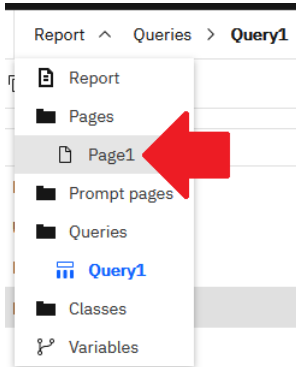 Report Queries > Query1
Report
Pages
Page1
Prompt pages
Queries
Query1
Classes
Variables